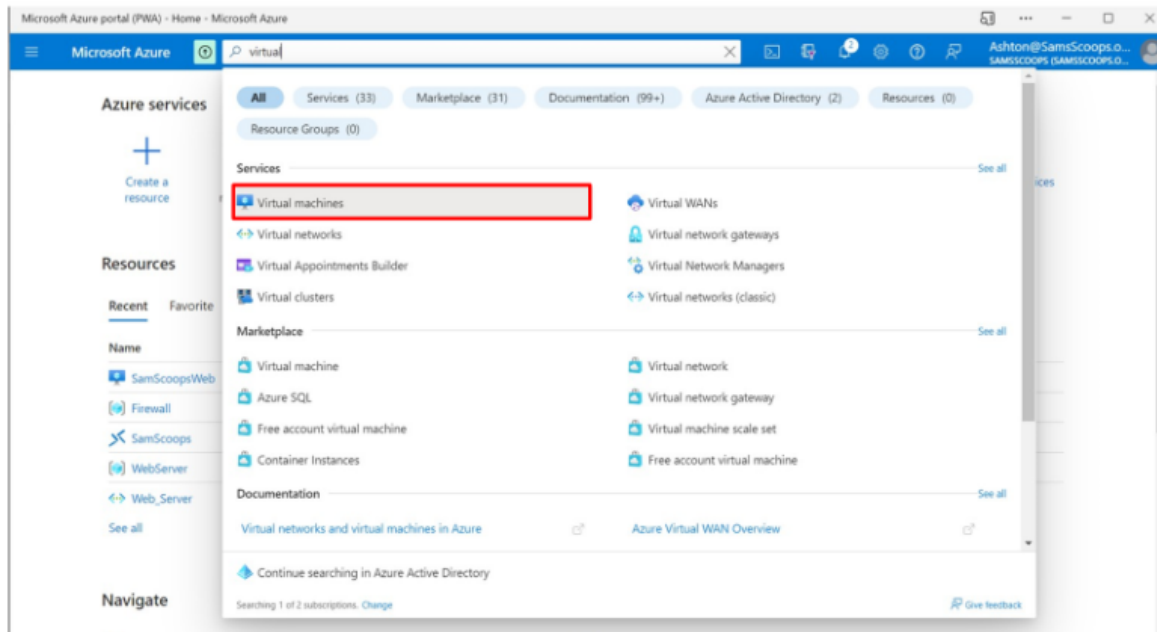 Microsoft Azure portal (PWA) - Home - Microsoft Azure
Microsoft Azure
virtual
2
Ashton@SamsScoops.o...
SAMSSCOOPS (SAMSSCOOPS.O...
Azure services
Create a
resource
ices
All
Services (33)
Marketplace (31)
Documentation (99+)
Azure Active Directory (2)
Resources (0)
Resource Groups (0)
Services
See all
Virtual machines
Virtual WANs
Virtual networks
Virtual network gateways
Virtual Appointments Builder
Virtual Network Managers
Virtual clusters
Virtual networks (classic)
Marketplace
See all
Virtual machine
Virtual network
Azure SQL
Virtual network gateway
Free account virtual machine
Virtual machine scale set
Container Instances
Free account virtual machine
Documentation
See all
Virtual networks and virtual machines in Azure
Azure Virtual WAN Overview
Continue searching in Azure Active Directory
Searching 1 of 2 subscriptions. Change
Give feedback
Resources
Recent
Favorite
Name
SamScoopsWeb
Firewall
SamScoops
WebServer
Web_Server
See all
Navigate